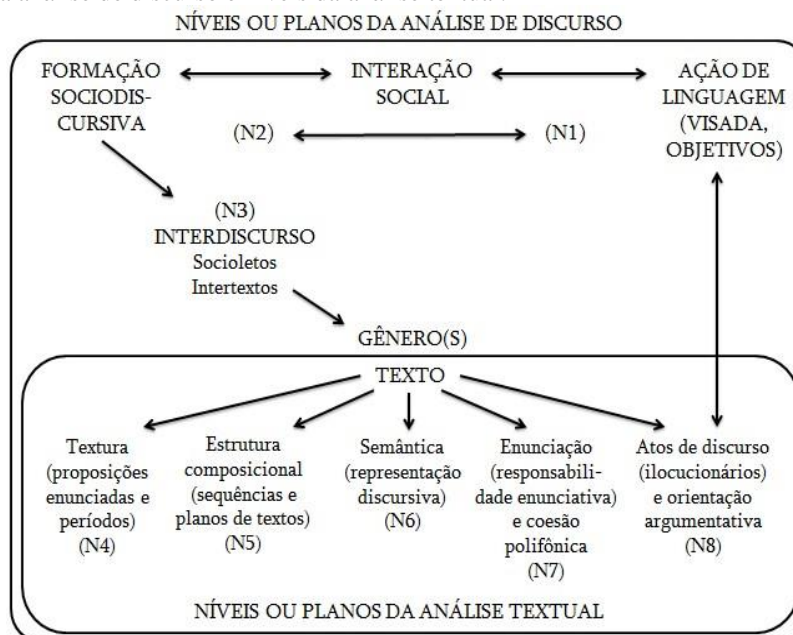 NÍVEIS OU PLANOS DA ANÁLISE DE DISCURSO
FORMAÇÃO
SOCIODIS-
CURSIVA
INTERAÇÃO
SOCIAL
AÇÃO DE
LINGUAGEM
(VISADA,
OBJETIVOS)
(N2)
(N1)
(N3)
INTERDISCURSO
Socioletos
Intertextos
GÊNERO(S)
TEXTO
Textura
(proposições
enunciadas e
períodos)
(N4)
Estrutura
composicional
(sequências e
planos de textos)
(N5)
Semântica
(representação
discursiva)
(N6)
Enunciação
(responsabili-
dade enunciativa)
e coesão
polifônica
(N7)
Atos de discurso
(ilocucionários)
e orientação
argumentativa
(N8)
NÍVEIS OU PLANOS DA ANÁLISE TEXTUAL